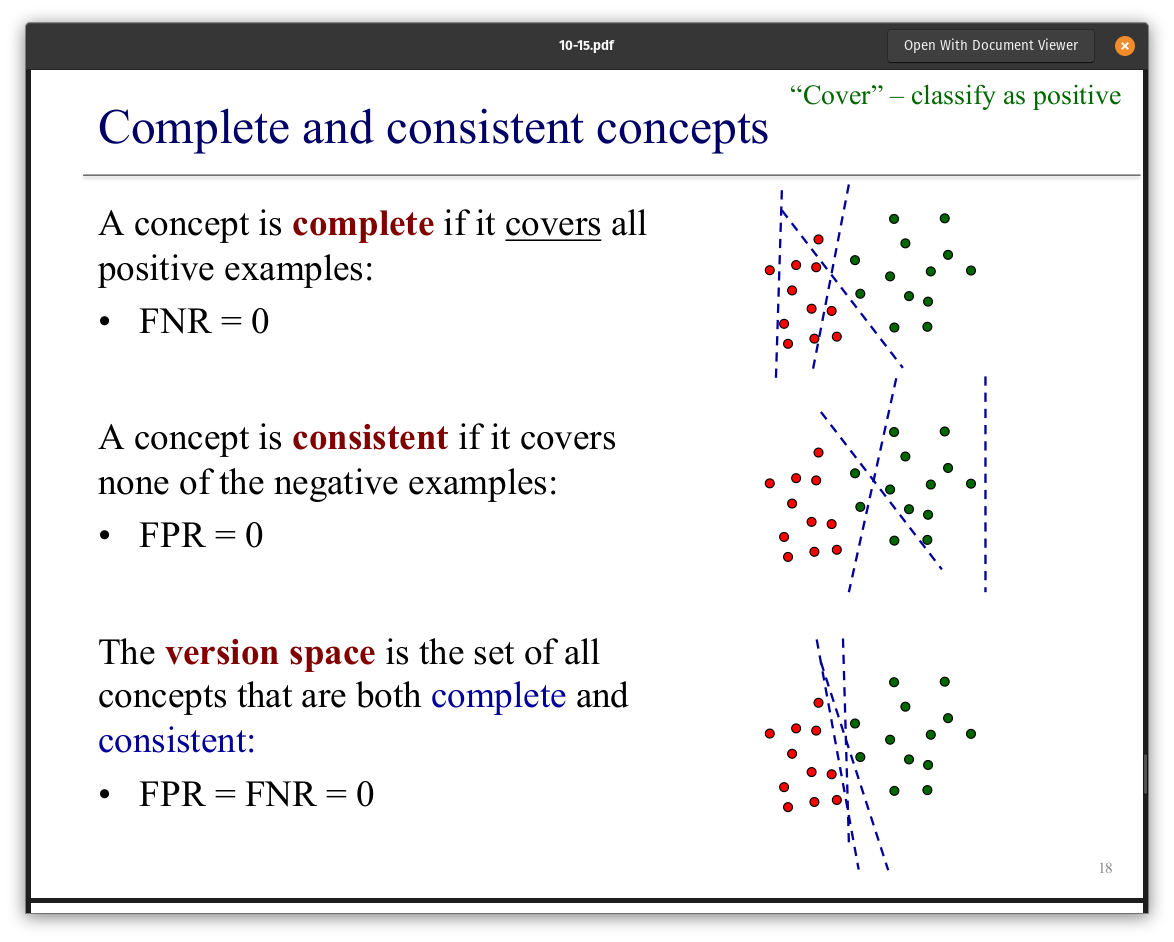 10-15.pdf
Open With Document Viewer
“Cover” – classify as positive
Complete and consistent concepts
A concept is complete if it covers all
positive examples:
• FNR = 0
A concept is consistent if it covers
none of the negative examples:
• FPR = 0
The version space is the set of all
concepts that are both complete and
consistent:
• FPR = FNR = 0
18